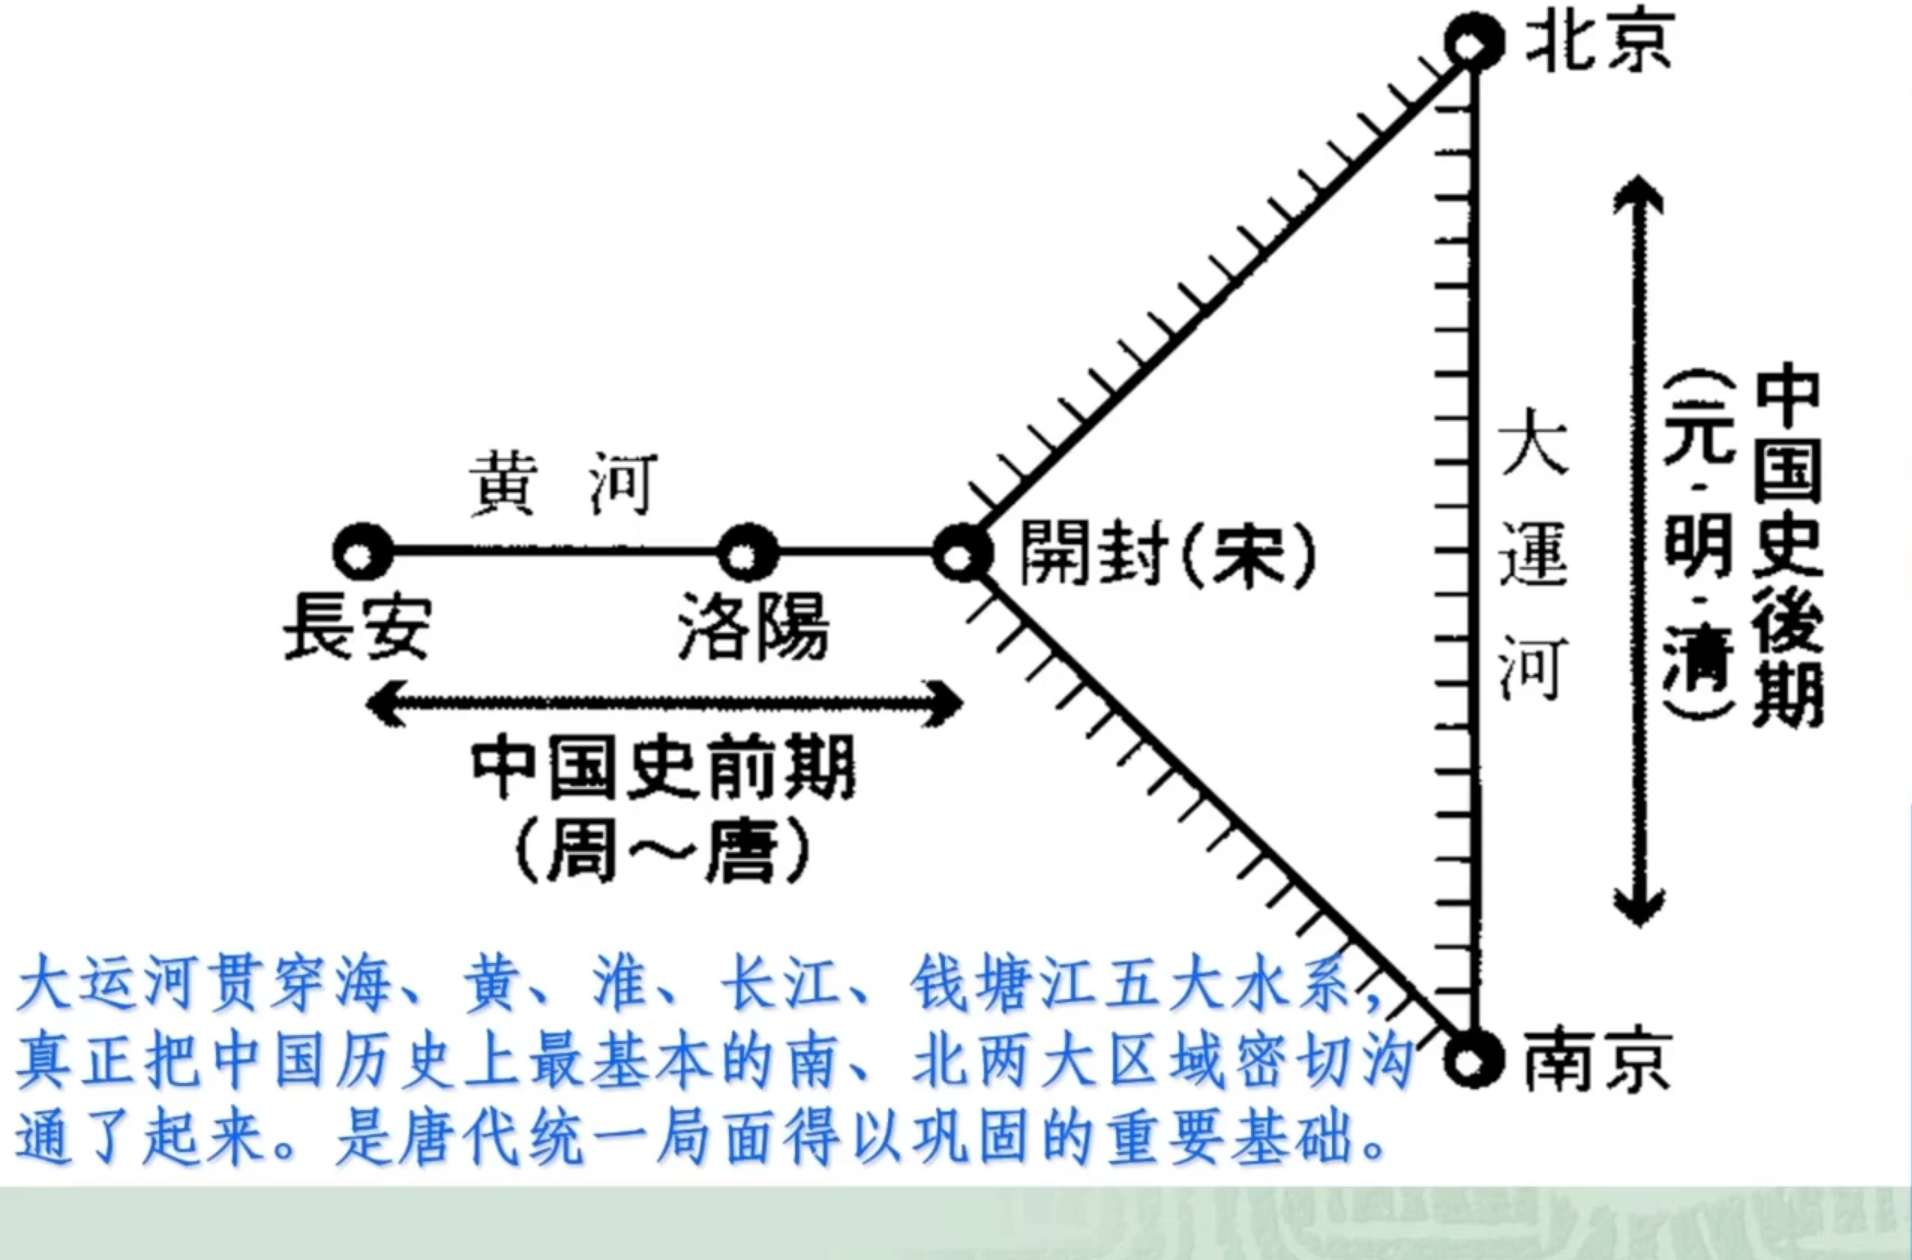 北京
黄河
開封(宋)
長安
洛陽
中国史前期
(周～唐)
大運河
中国史後期
(元·明·清)
南京
大运河贯穿海、黄、淮、长江、钱塘江五大水系，
真正把中国历史上最基本的南、北两大区域密切沟
通了起来。是唐代统一局面得以巩固的重要基础。